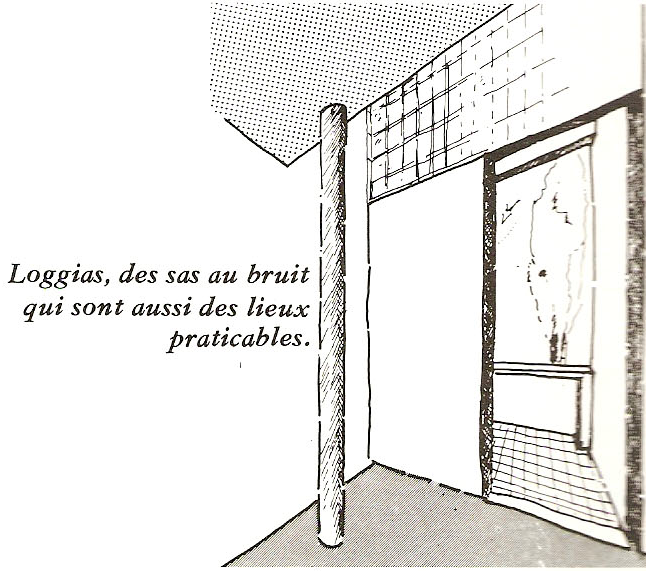 Loggias, des sas au bruit
qui sont aussi des lieux
praticables.